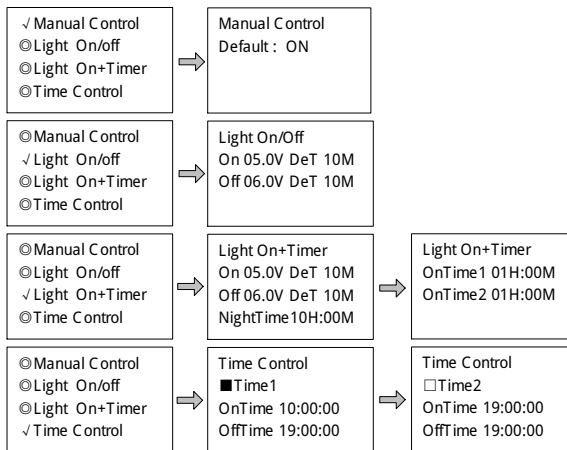 √Manual Control
◎Light On/off
◎Light On+Timer
◎Time Control
Manual Control
Default : ON
◎Manual Control
√Light On/off
◎Light On+Timer
◎Time Control
Light On/Off
On 05.0V DeT 10M
Off 06.0V DeT 10M
◎Manual Control
◎Light On/off
√Light On+Timer
◎Time Control
Light On+Timer
On 05.0V DeT 10M
Off 06.0V DeT 10M
NightTime10H:00M
Light On+Timer
OnTime1 01H:00M
OnTime2 01H:00M
◎Manual Control
◎Light On/off
◎Light On+Timer
√Time Control
Time Control
■Time1
OnTime 10:00:00
OffTime 19:00:00
Time Control
□Time2
OnTime 19:00:00
OffTime 19:00:00